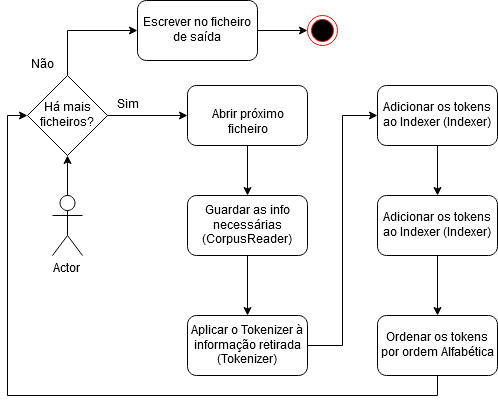 Escrever no ficheiro
de saída
Não
Há mais
ficheiros?
Sim
Abrir próximo
ficheiro
Adicionar os tokens
ao Indexer (Indexer)
Actor
Guardar as info
necessárias
(CorpusReader)
Adicionar os tokens
ao Indexer (Indexer)
Aplicar o Tokenizer à
informação retirada
(Tokenizer)
Ordenar os tokens
por ordem Alfabética